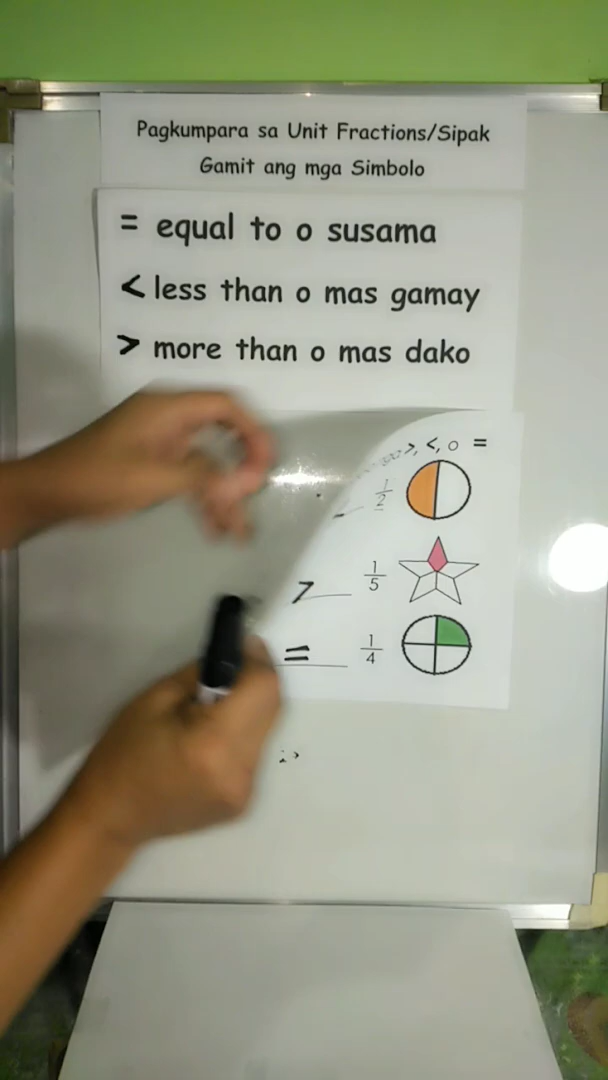 Pagkumpara sa Unit Fractions/Sipak
Gamit ang mga Simbolo
= equal to o susama
< less than o mas gamay
> more than o mas dako
>, <, o =
1/2
> 1/5
= 1/4